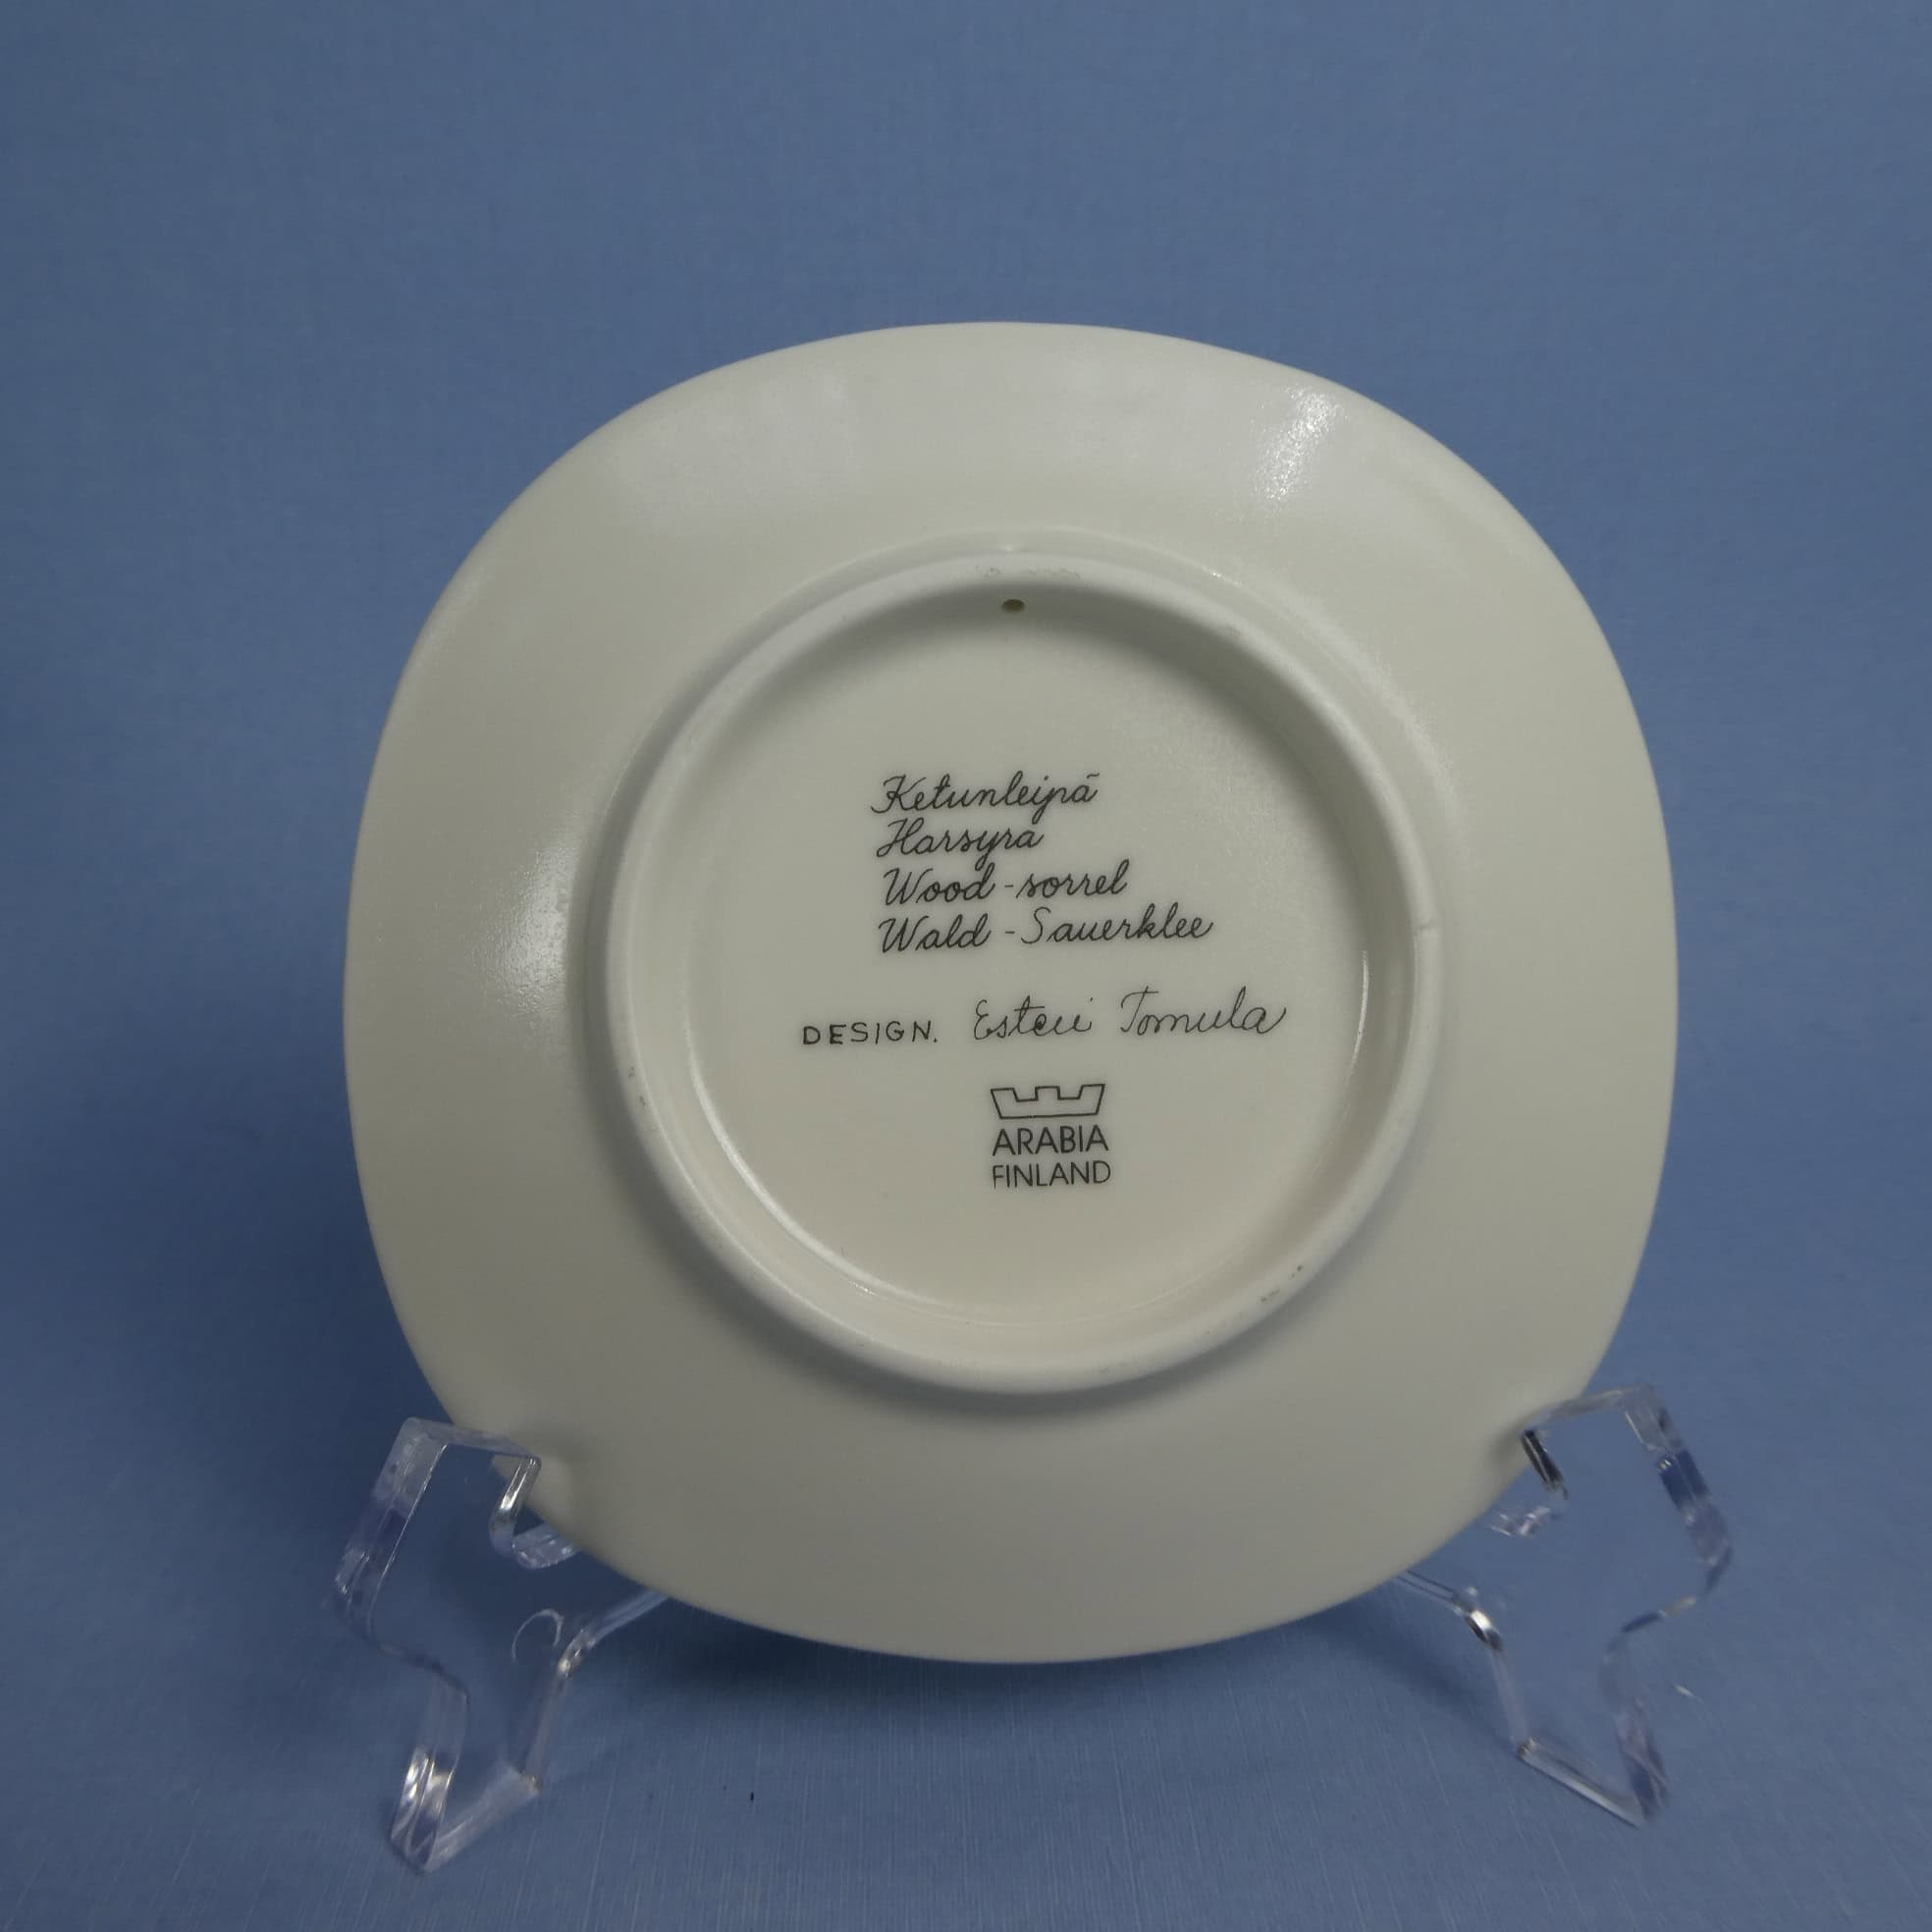 Ketunleipä
Harsyra
Wood-sorrel
Wald-Sauerklee
DESIGN. Esteri Tomula
ARABIA
FINLAND